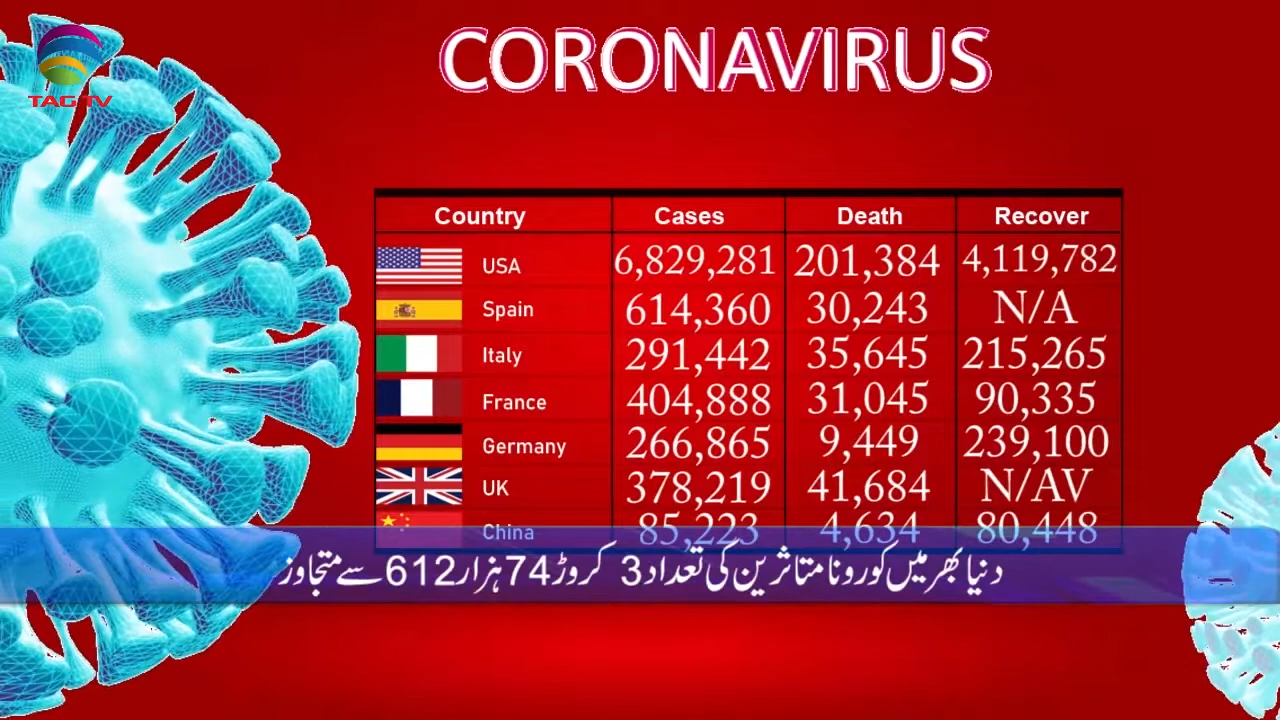 TAG TV
CORONAVIRUS
Country Cases Death Recover
USA 6,829,281 201,384 4,119,782
Spain 614,360 30,243 N/A
Italy 291,442 35,645 215,265
France 404,888 31,045 90,335
Germany 266,865 9,449 239,100
UK 378,219 41,684 N/AV
China 85,223 4,634 80,448
دنیا بھر میں کورونا متاثرین کی تعداد 3 کروڑ 74 ہزار 612 سے متجاوز